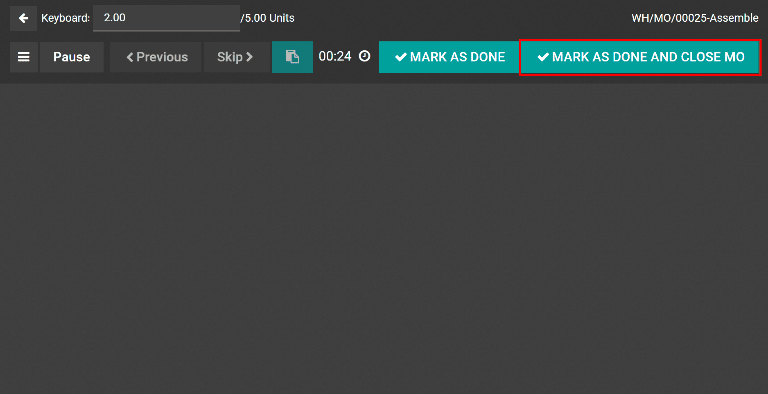 Keyboard: 2.00 /5.00 Units WH/MO/00025-Assemble
Pause Previous Skip 00:24 MARK AS DONE MARK AS DONE AND CLOSE MO